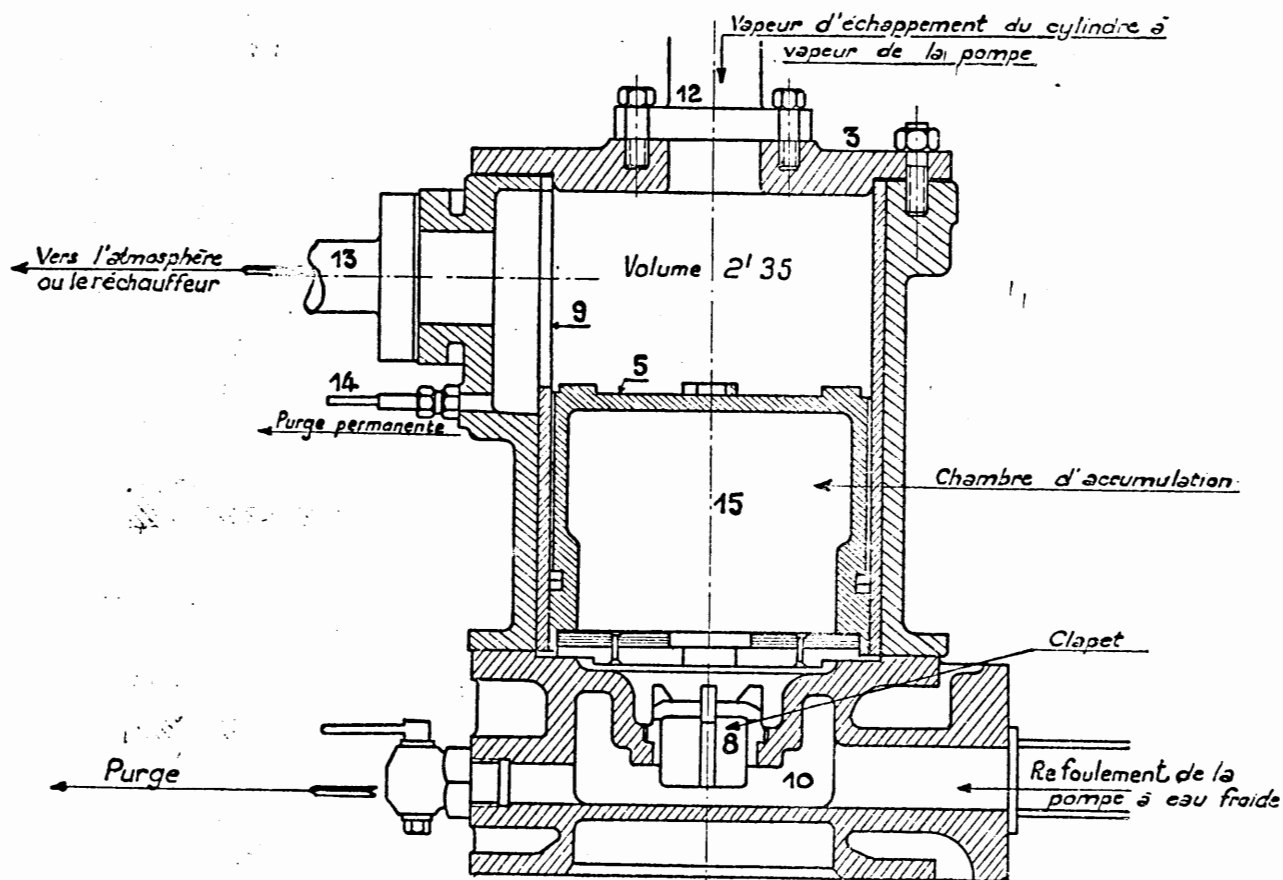 Vapeur d'échappement du cylindre à
vapeur de la pompe
12
3
Vers l'atmosphère
ou le réchauffeur
13
Volume 2' 35
9
5
14
Purge permanente
Chambre d'accumulation
15
Clapet
8
10
Purge
Refoulement de la
pompe à eau froide